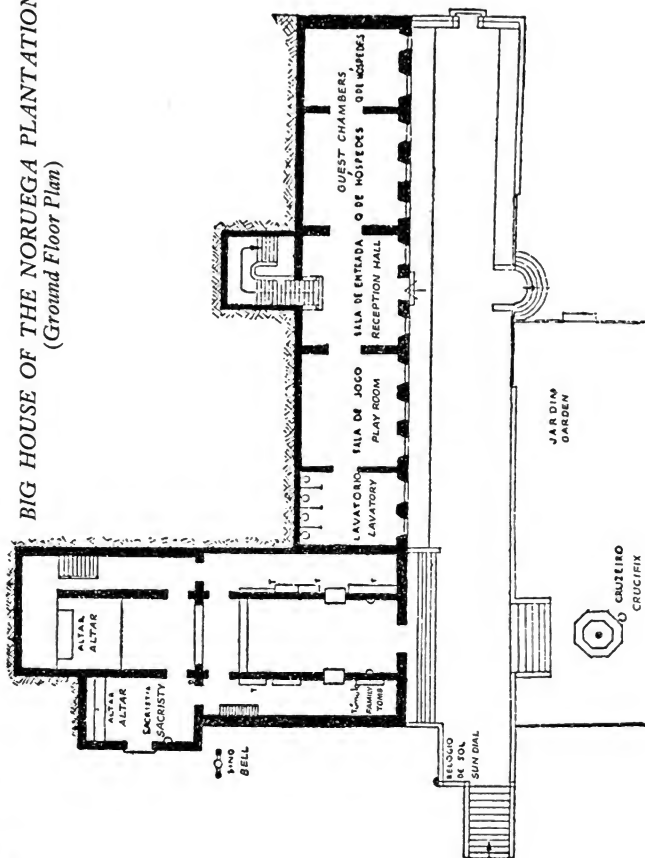 BIG HOUSE OF THE NORUEGA PLANTATION
(Ground Floor Plan)
ALTAR
ALTAR
ALTAR
ALTAR
SACRISTIA
SACRISTY
SINO
BELL
T
T
T
T
T
FAMILY
TOMB
LAVATORIO
LAVATORY
SALA DE JOGO
PLAY ROOM
SALA DE ENTRADA
RECEPTION HALL
GUEST CHAMBERS
Q DE HÓSPEDES
Q DE HÓSPEDES
RELOGIO
DE SOL
SUN DIAL
CRUZEIRO
CRUCIFIX
JARDIM
GARDEN